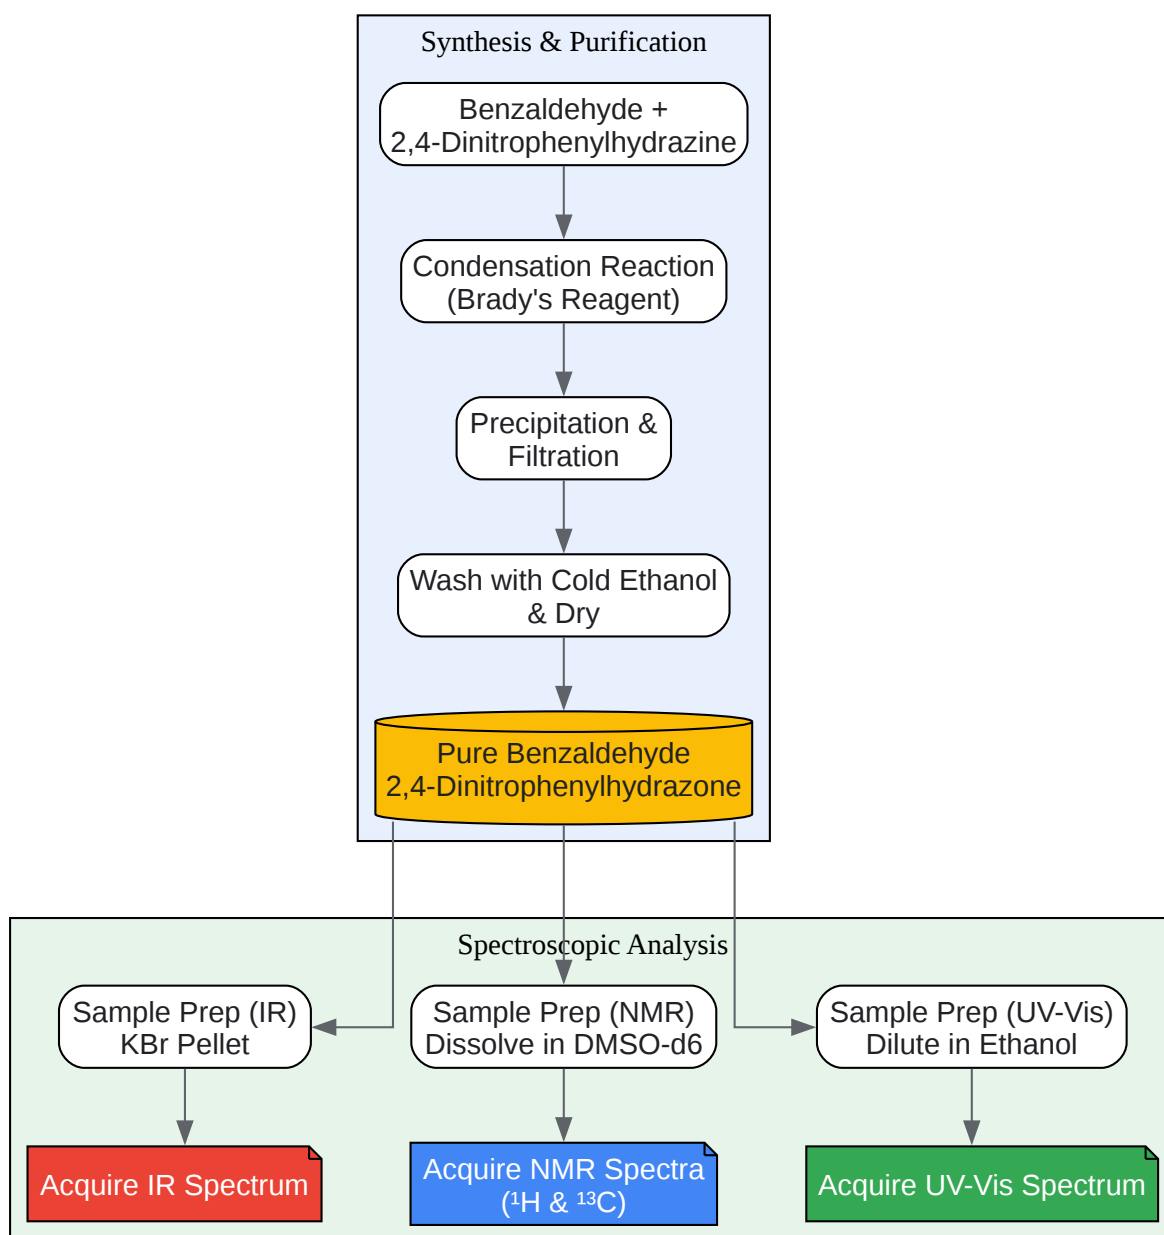 Synthesis & Purification
Benzaldehyde +
2,4-Dinitrophenylhydrazine
Condensation Reaction
(Brady's Reagent)
Precipitation &
Filtration
Wash with Cold Ethanol
& Dry
Pure Benzaldehyde
2,4-Dinitrophenylhydrazone
Spectroscopic Analysis
Sample Prep (IR)
KBr Pellet
Sample Prep (NMR)
Dissolve in DMSO-d6
Sample Prep (UV-Vis)
Dilute in Ethanol
Acquire IR Spectrum
Acquire NMR Spectra
(¹H & ¹³C)
Acquire UV-Vis Spectrum